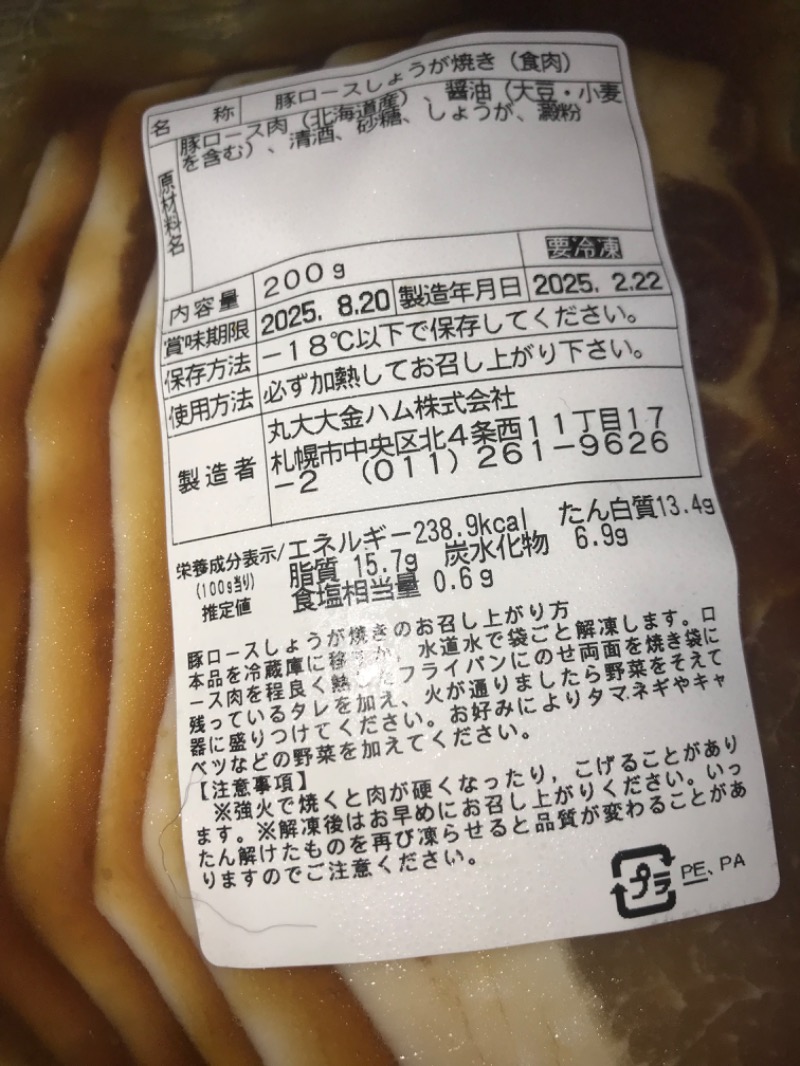 名称 豚ロースしょうが焼き（食肉）
原材料名 豚ロース肉（北海道産）、醤油（大豆・小麦
を含む）、清酒、砂糖、しょうが、澱粉
要冷凍
内容量 200g
賞味期限 2025. 8.20 製造年月日 2025. 2.22
保存方法 −18℃以下で保存してください。
使用方法 必ず加熱してお召し上がり下さい。
製造者 丸大大金ハム株式会社
札幌市中央区北4条西11丁目17
−2 (011)261−9626
栄養成分表示/ エネルギー238.9kcal たん白質13.4g
(100g当り) 脂質 15.7g 炭水化物 6.9g
推定値 食塩相当量 0.6g
豚ロースしょうが焼きのお召し上がり方
本品を冷蔵庫に移すか、水道水で袋ごと解凍します。ロ
ース肉を程良く熱したフライパンにのせ両面を焼き袋に
残っているタレを加え、火が通りましたら野菜をそえて
器に盛りつけてください。お好みによりタマネギやキャ
ベツなどの野菜を加えてください。
【注意事項】
※強火で焼くと肉が硬くなったり，こげることがあり
ます。※解凍後はお早めにお召し上がりください。いっ
たん解けたものを再び凍らせると品質が変わることがあ
りますのでご注意ください。
プラ PE、PA